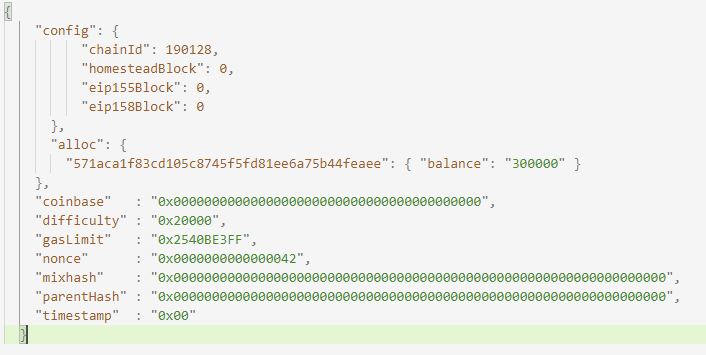 {
"config": {
"chainId": 190128,
"homesteadBlock": 0,
"eip155Block": 0,
"eip158Block": 0
},
"alloc": {
"571aca1f83cd105c8745f5fd81ee6a75b44feaee": { "balance": "300000" }
},
"coinbase" : "0x0000000000000000000000000000000000000000",
"difficulty" : "0x20000",
"gasLimit" : "0x2540BE3FF",
"nonce" : "0x0000000000000042",
"mixhash" : "0x0000000000000000000000000000000000000000000000000000000000000000",
"parentHash" : "0x0000000000000000000000000000000000000000000000000000000000000000",
"timestamp" : "0x00"
}